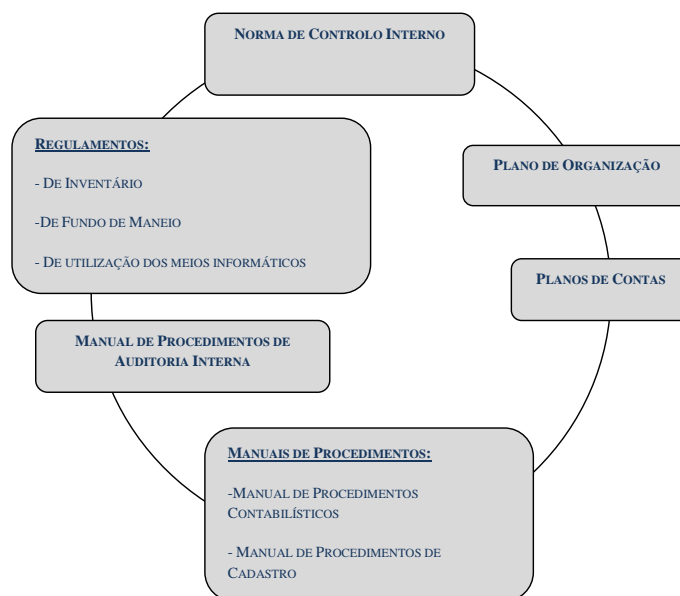 NORMA DE CONTROLO INTERNO
REGULAMENTOS:
- DE INVENTÁRIO
-DE FUNDO DE MANEIO
- DE UTILIZAÇÃO DOS MEIOS INFORMÁTICOS
PLANO DE ORGANIZAÇÃO
PLANOS DE CONTAS
MANUAL DE PROCEDIMENTOS DE
AUDITORIA INTERNA
MANUAIS DE PROCEDIMENTOS:
-MANUAL DE PROCEDIMENTOS
CONTABILÍSTICOS
- MANUAL DE PROCEDIMENTOS DE
CADASTRO